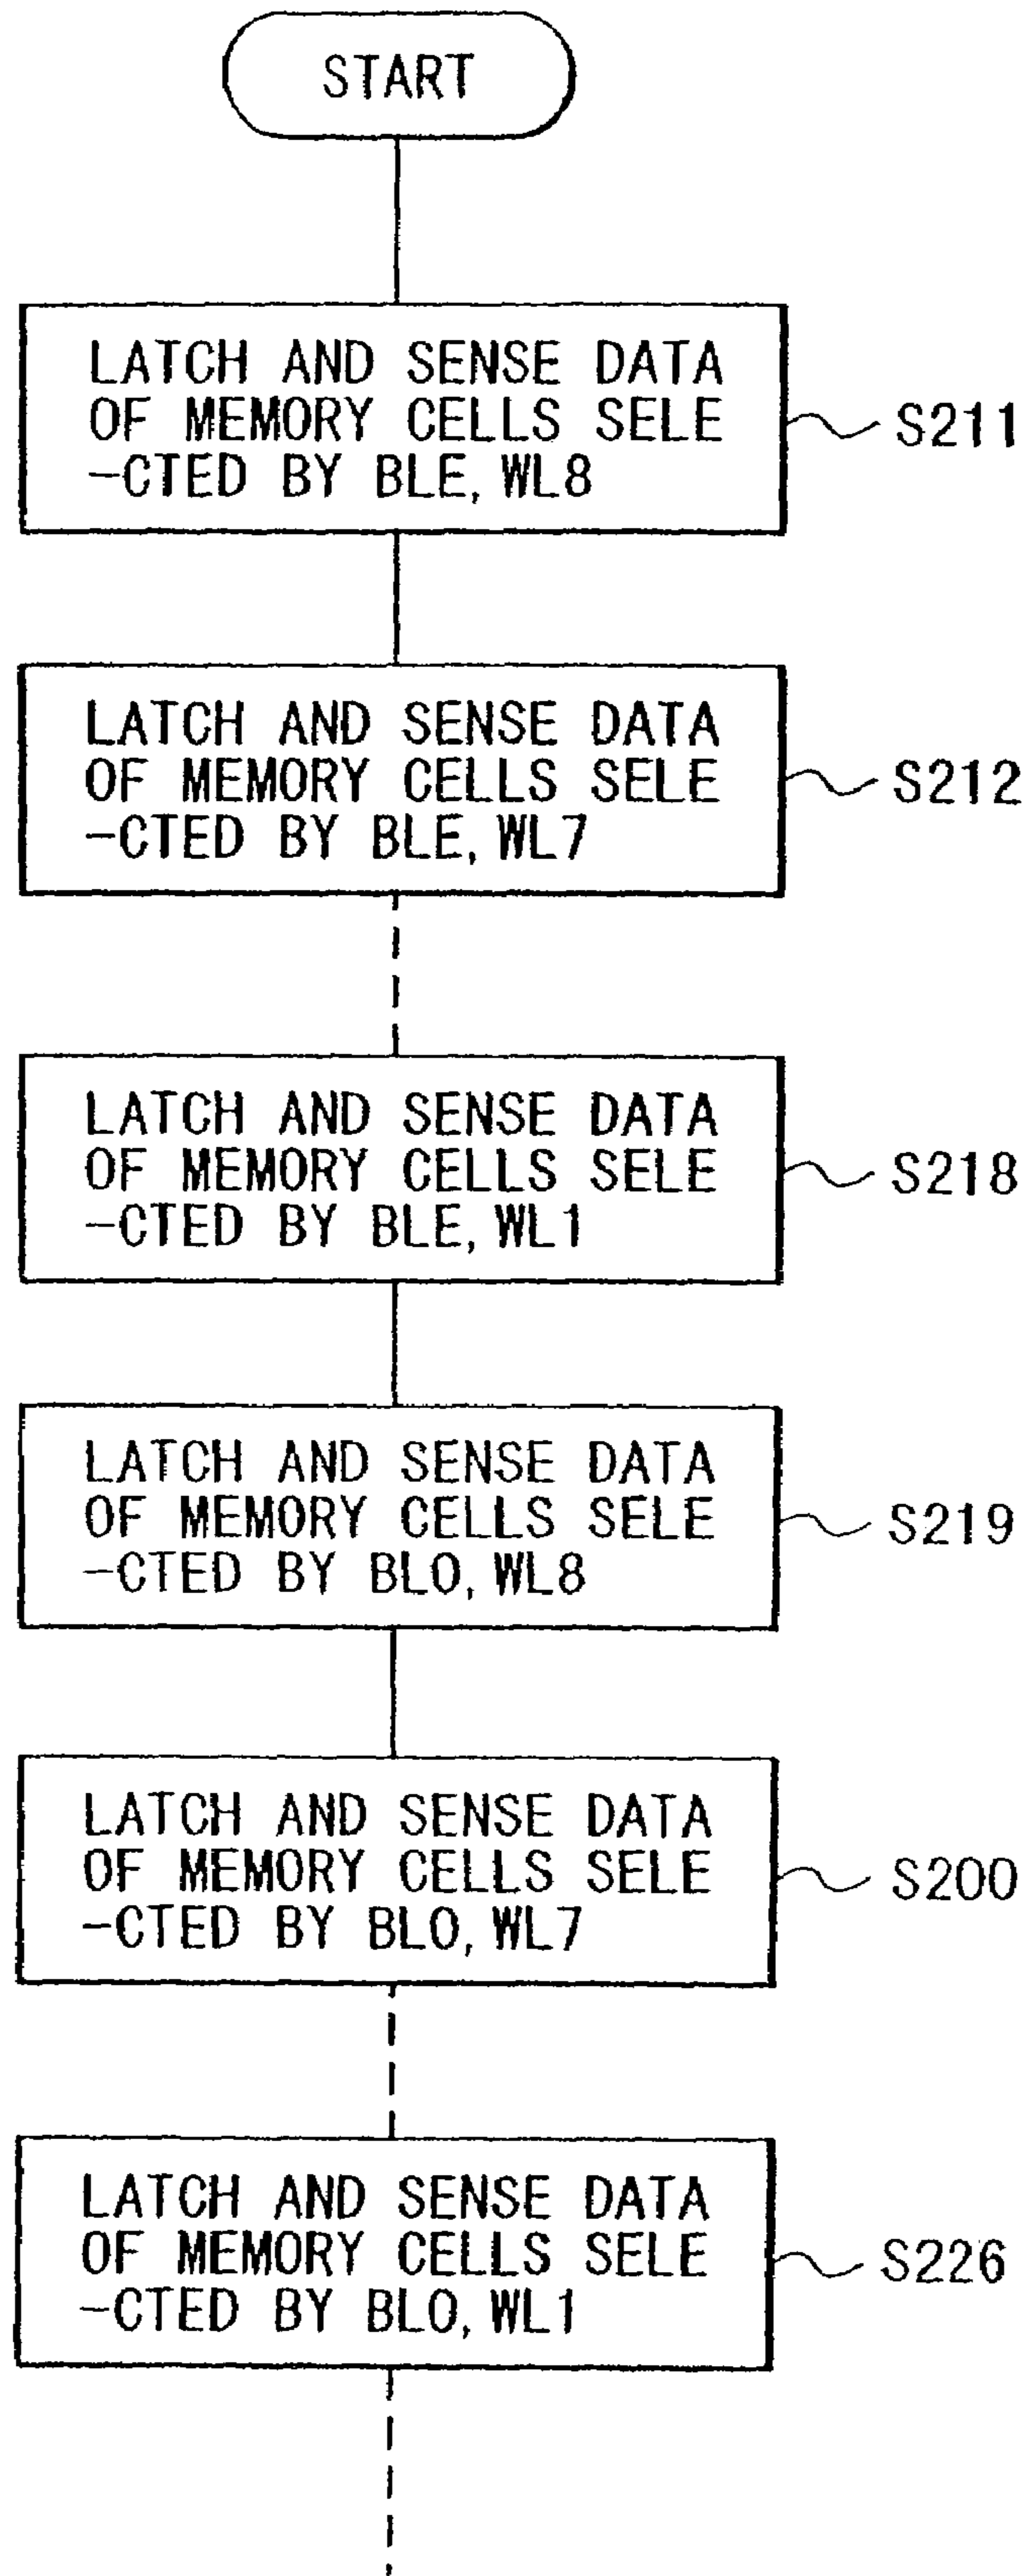 START
LATCH AND SENSE DATA
OF MEMORY CELLS SELE
-CTED BY BLE, WL8
S211
LATCH AND SENSE DATA
OF MEMORY CELLS SELE
-CTED BY BLE, WL7
S212
LATCH AND SENSE DATA
OF MEMORY CELLS SELE
-CTED BY BLE, WL1
S218
LATCH AND SENSE DATA
OF MEMORY CELLS SELE
-CTED BY BLO, WL8
S219
LATCH AND SENSE DATA
OF MEMORY CELLS SELE
-CTED BY BLO, WL7
S200
LATCH AND SENSE DATA
OF MEMORY CELLS SELE
-CTED BY BLO, WL1
S226